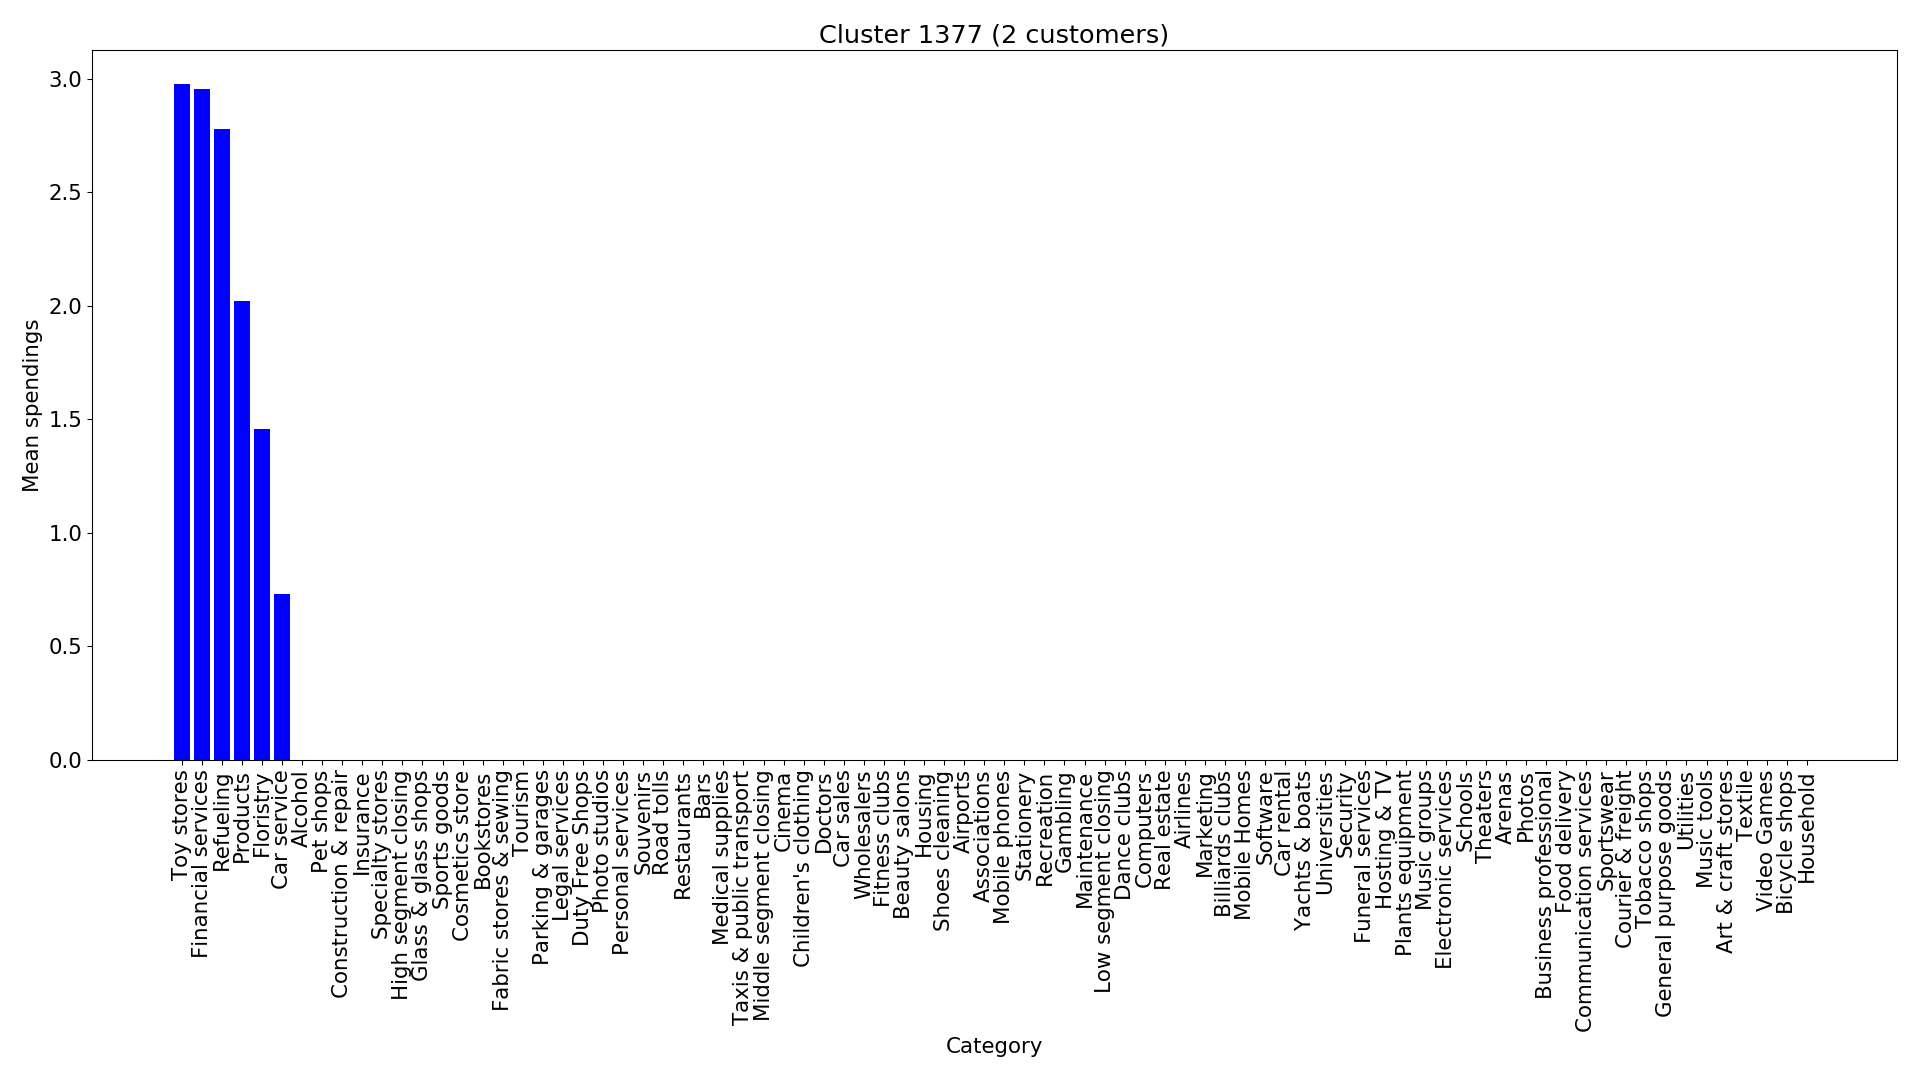 Cluster 1377 (2 customers)
3.0
2.5
2.0
1.5
1.0
0.5
0.0
Mean spendings
Toy stores
Financial services
Refueling
Products
Floristry
Car service
Alcohol
Pet shops
Construction & repair
Insurance
Specialty stores
High segment closing
Glass & glass shops
Sports goods
Cosmetics store
Bookstores
Fabric stores & sewing
Tourism
Parking & garages
Legal services
Duty Free Shops
Photo studios
Personal services
Souvenirs
Road tolls
Restaurants
Bars
Medical supplies
Taxis & public transport
Middle segment closing
Cinema
Children's clothing
Doctors
Car sales
Wholesalers
Fitness clubs
Beauty salons
Housing
Shoes cleaning
Airports
Associations
Mobile phones
Stationery
Recreation
Gambling
Maintenance
Low segment closing
Dance clubs
Computers
Real estate
Airlines
Marketing
Billiards clubs
Mobile Homes
Software
Car rental
Yachts & boats
Universities
Security
Funeral services
Hosting & TV
Plants equipment
Music groups
Electronic services
Schools
Theaters
Arenas
Photos
Business professional
Food delivery
Communication services
Sportswear
Courier & freight
Tobacco shops
General purpose goods
Utilities
Music tools
Art & craft stores
Textile
Video Games
Bicycle shops
Household
Category